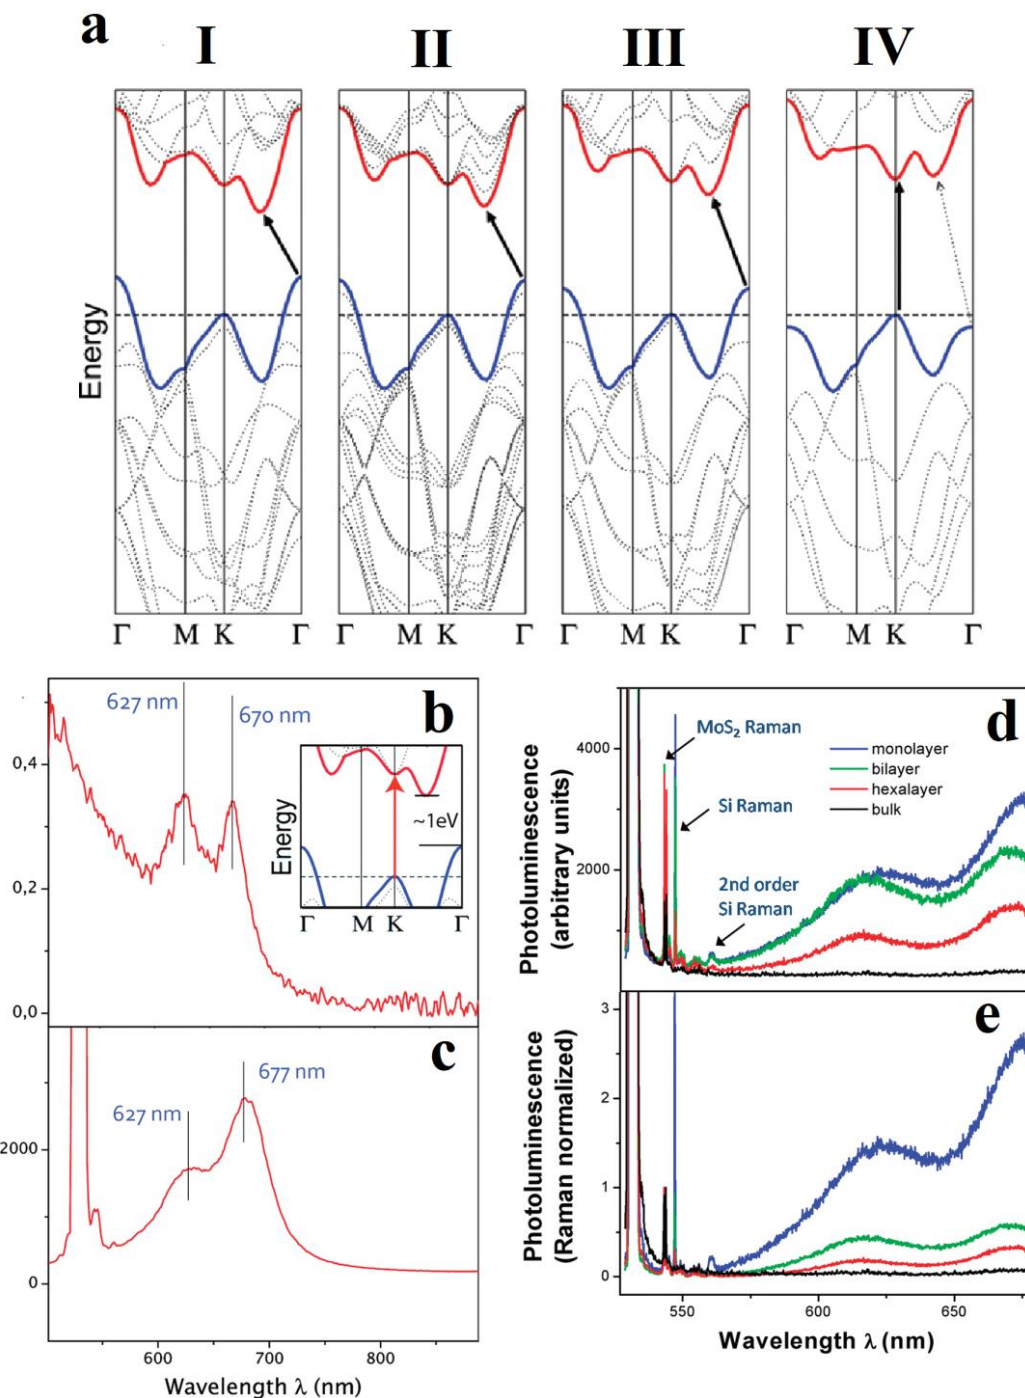 a
I II III IV
Energy
Γ M K Γ Γ M K Γ Γ M K Γ Γ M K Γ
627 nm
670 nm
b
0,4
0,2
0,0
Energy
~1eV
Γ M K Γ
c
627 nm
677 nm
2000
0
600 700 800
Wavelength λ (nm)
d
MoS₂ Raman
Si Raman
2nd order
Si Raman
monolayer
bilayer
hexalayer
bulk
Photoluminescence
(arbitrary units)
4000
2000
e
Photoluminescence
(Raman normalized)
3
2
1
0
550 600 650
Wavelength λ (nm)